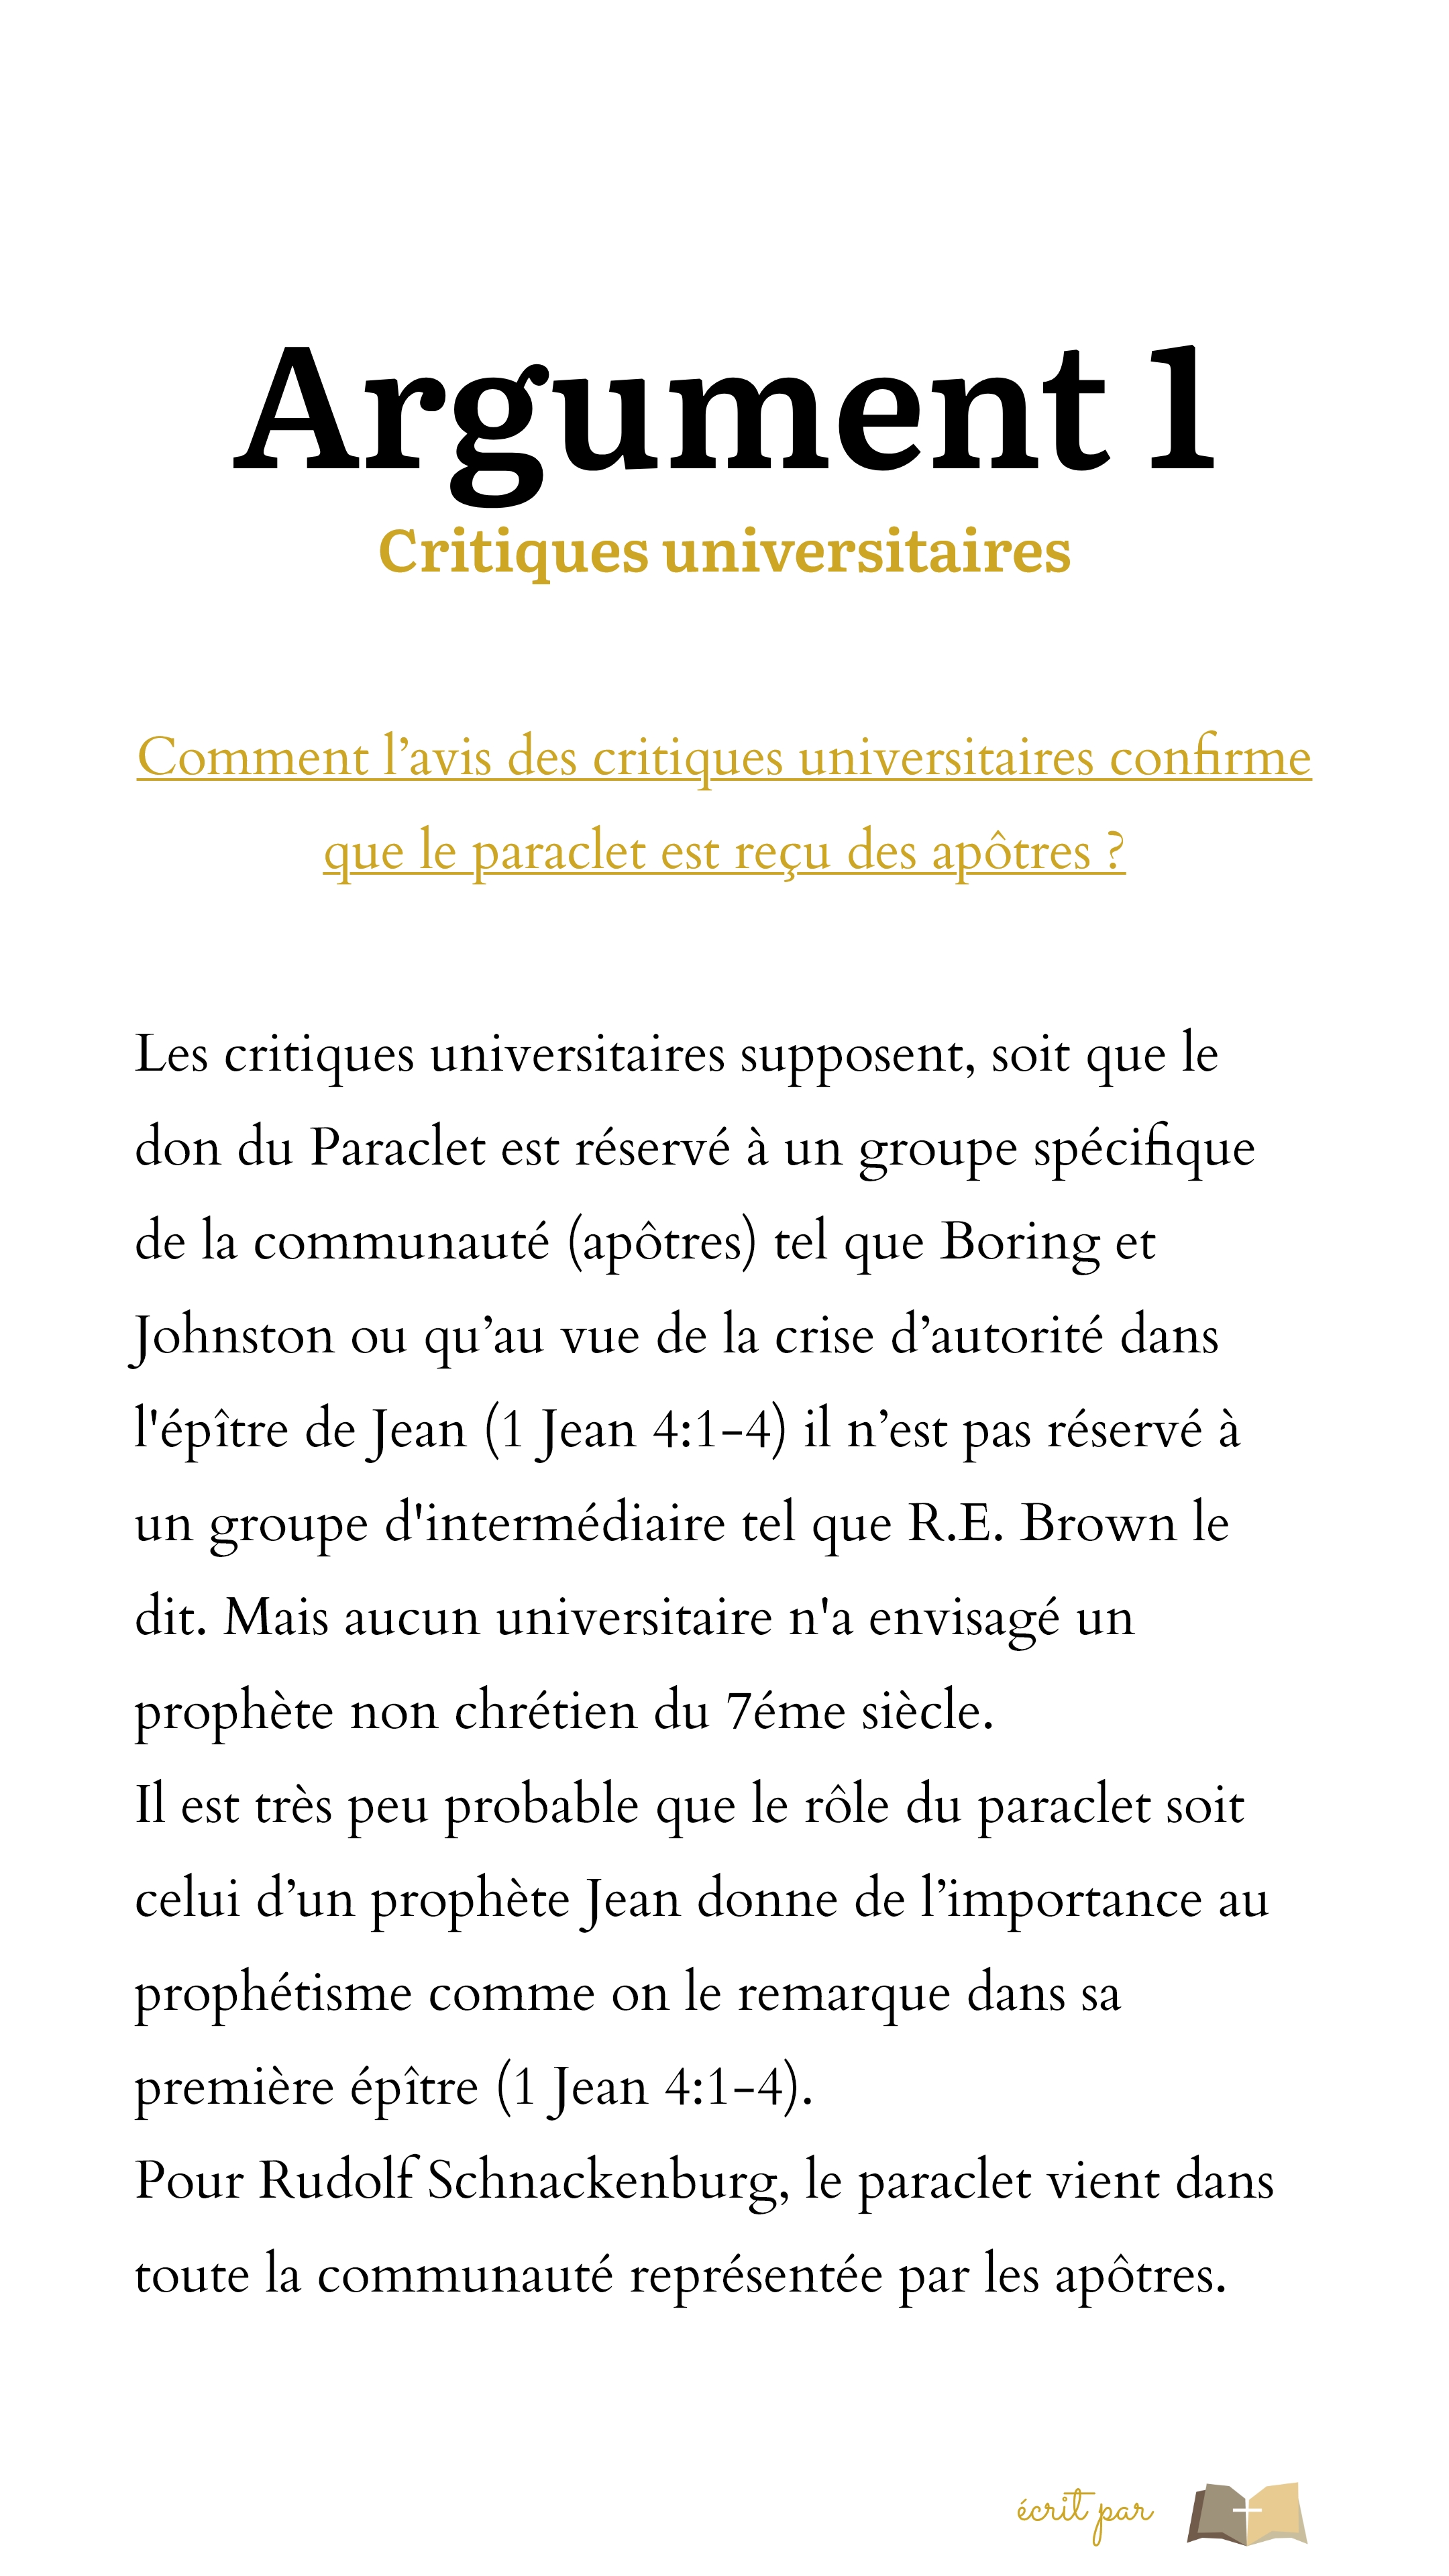 Argument 1
Critiques universitaires
Comment l’avis des critiques universitaires confirme
que le paraclet est reçu des apôtres ?
Les critiques universitaires supposent, soit que le
don du Paraclet est réservé à un groupe spécifique
de la communauté (apôtres) tel que Boring et
Johnston ou qu’au vue de la crise d’autorité dans
l'épître de Jean (1 Jean 4:1-4) il n’est pas réservé à
un groupe d'intermédiaire tel que R.E. Brown le
dit. Mais aucun universitaire n'a envisagé un
prophète non chrétien du 7éme siècle.
Il est très peu probable que le rôle du paraclet soit
celui d’un prophète Jean donne de l’importance au
prophétisme comme on le remarque dans sa
première épître (1 Jean 4:1-4).
Pour Rudolf Schnackenburg, le paraclet vient dans
toute la communauté représentée par les apôtres.
écrit par